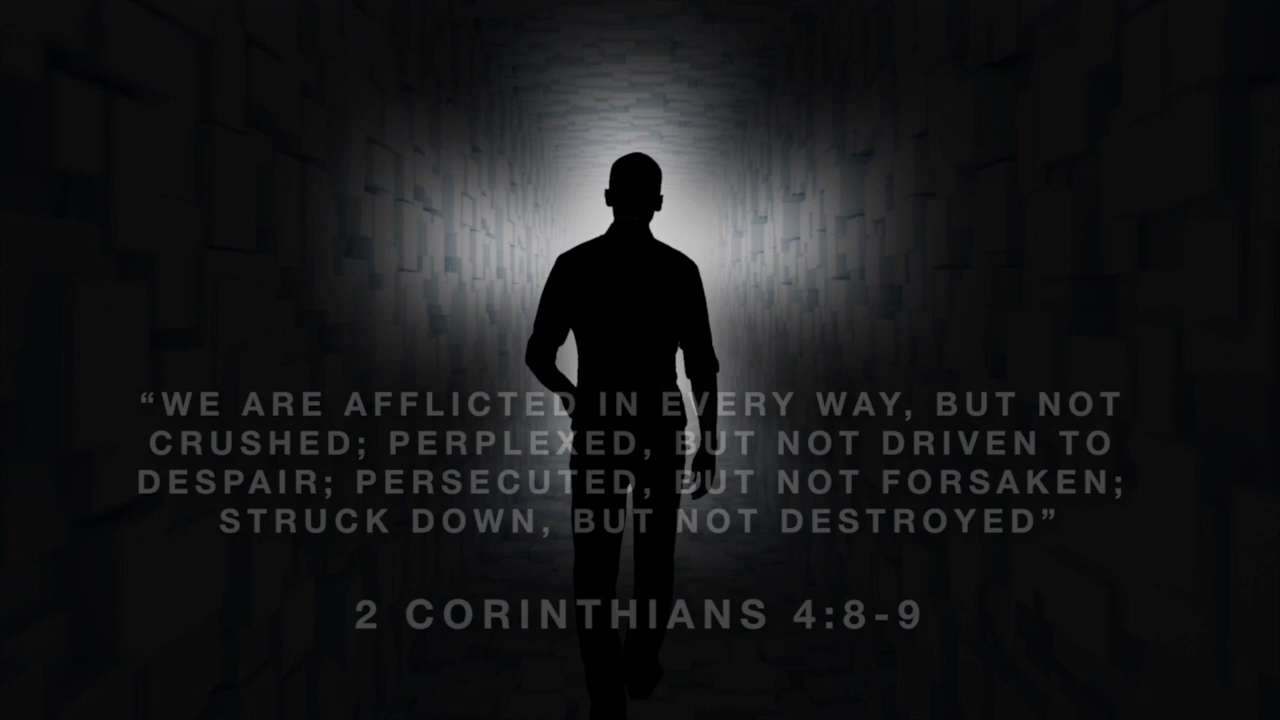 “WE ARE AFFLICTED IN EVERY WAY, BUT NOT
CRUSHED; PERPLEXED, BUT NOT DRIVEN TO
DESPAIR; PERSECUTED, BUT NOT FORSAKEN;
STRUCK DOWN, BUT NOT DESTROYED”
2 CORINTHIANS 4:8-9